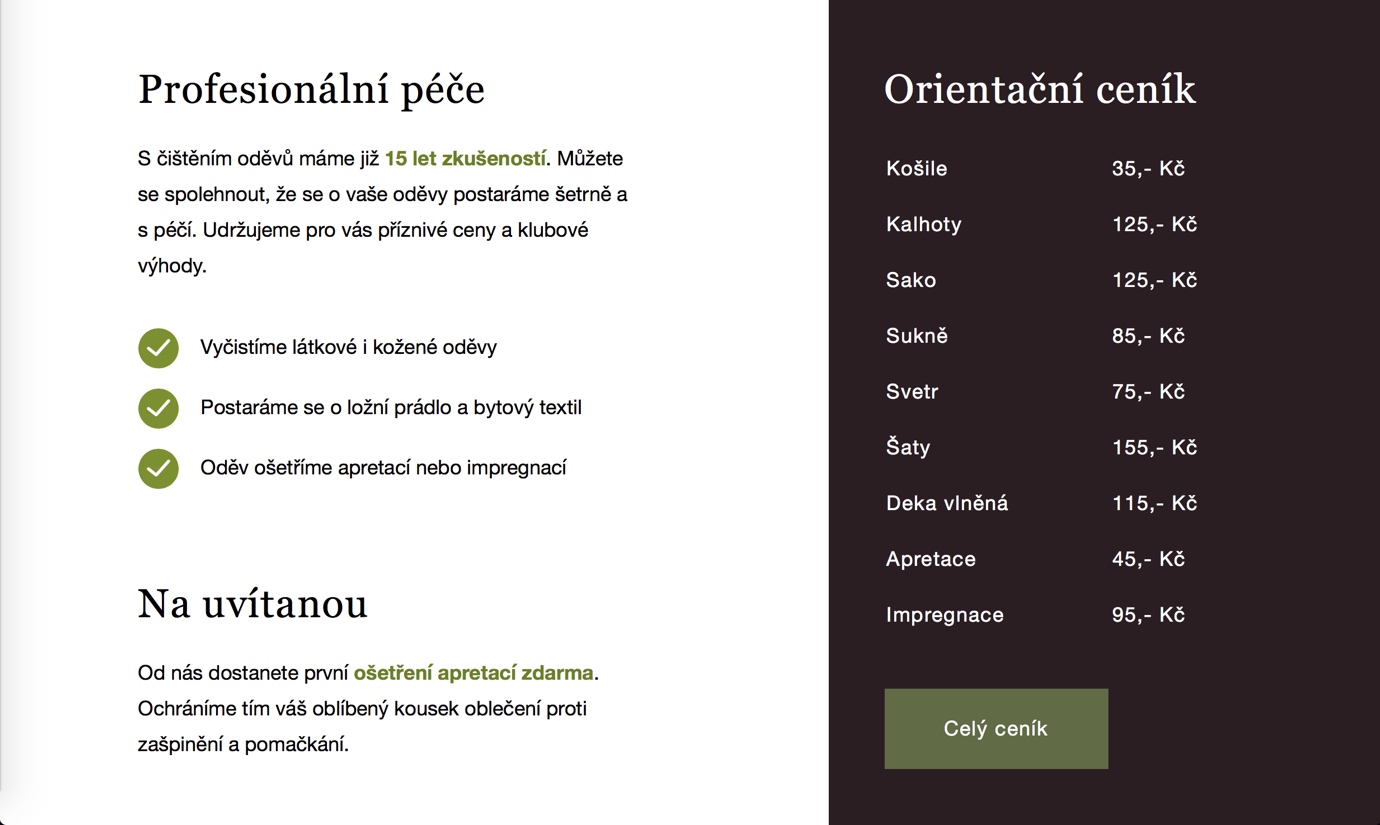 Profesionální péče
S čištěním oděvů máme již 15 let zkušeností. Můžete
se spolehnout, že se o vaše oděvy postaráme šetrně a
s péčí. Udržujeme pro vás příznivé ceny a klubové
výhody.
Vyčistíme látkové i kožené oděvy
Postaráme se o ložní prádlo a bytový textil
Oděv ošetříme apretací nebo impregnací
Na uvítanou
Od nás dostanete první ošetření apretací zdarma.
Ochráníme tím váš oblíbený kousek oblečení proti
zašpinění a pomačkání.
Orientační ceník
Košile 35,- Kč
Kalhoty 125,- Kč
Sako 125,- Kč
Sukně 85,- Kč
Svetr 75,- Kč
Šaty 155,- Kč
Deka vlněná 115,- Kč
Apretace 45,- Kč
Impregnace 95,- Kč
Celý ceník